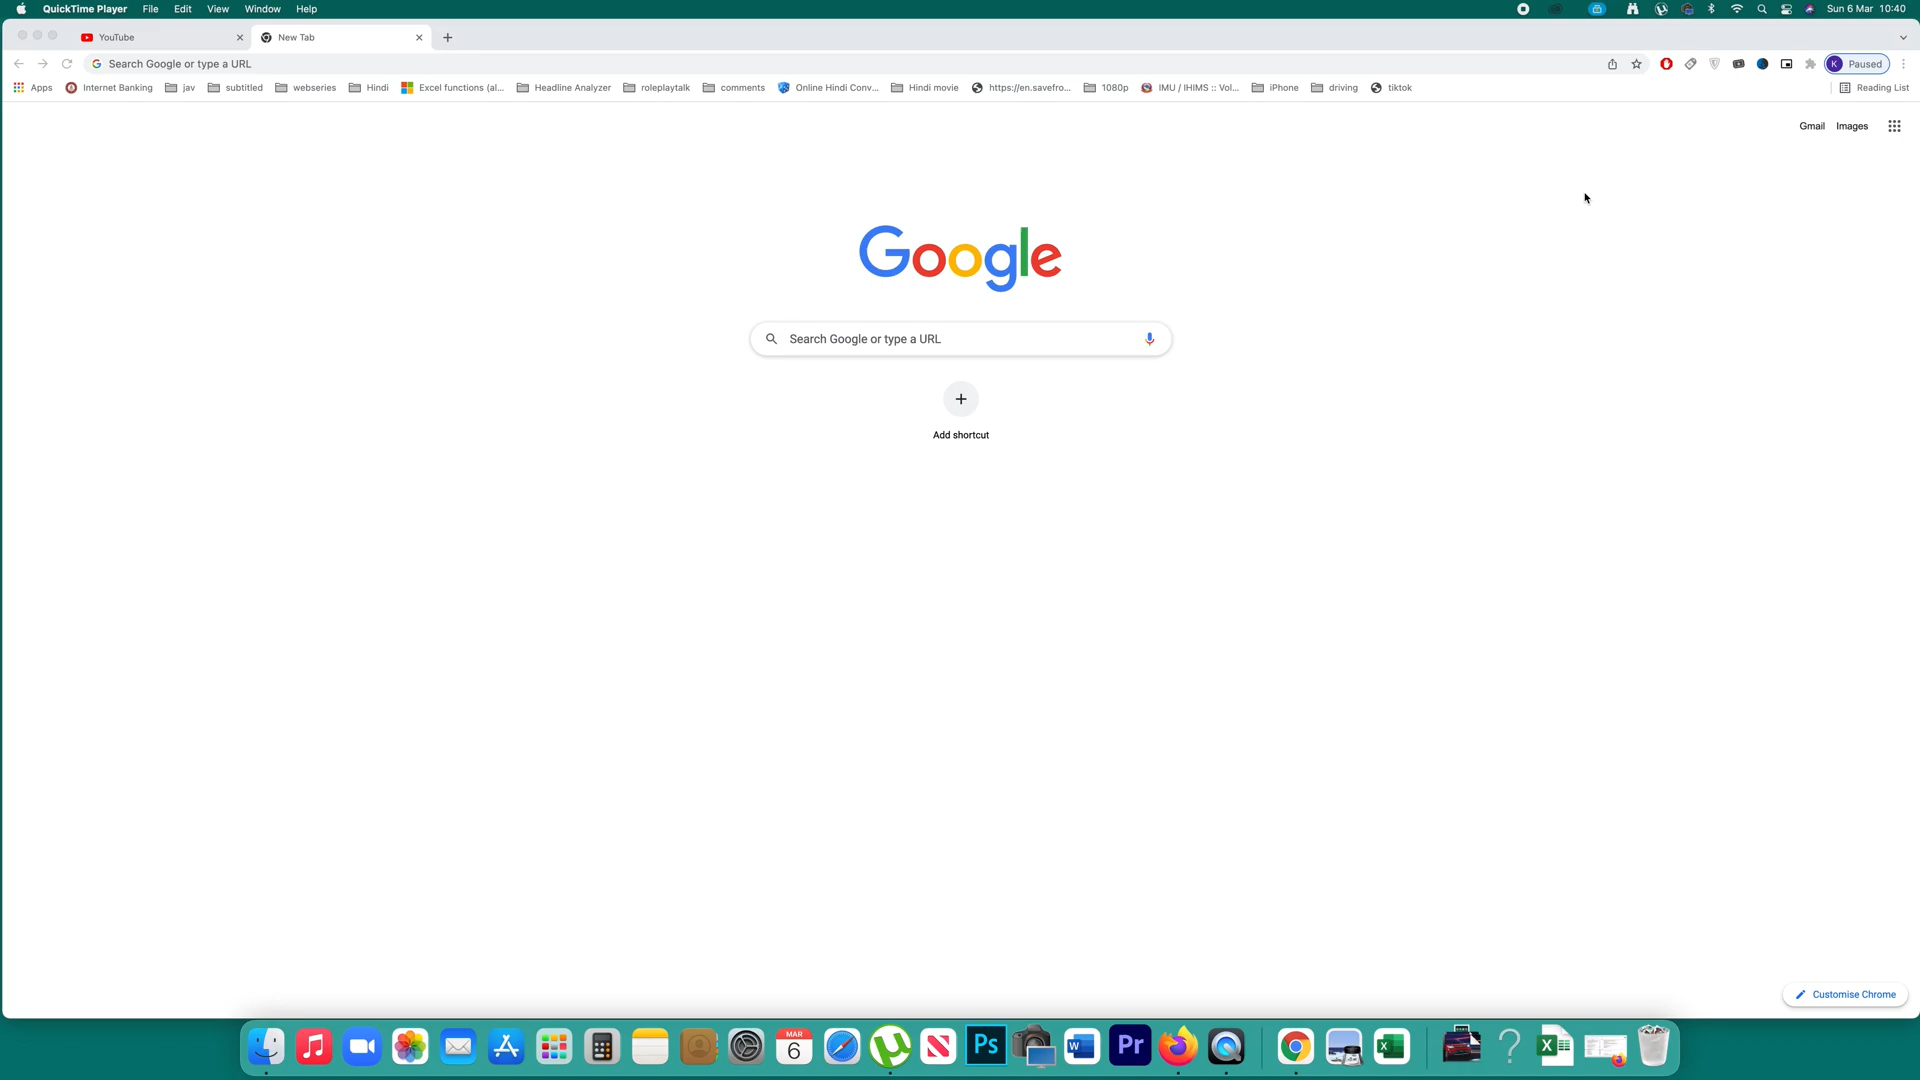 QuickTime Player File Edit View Window Help Sun 6 Mar 10:40
YouTube New Tab
Search Google or type a URL K Paused
Apps Internet Banking jav subtitled webseries Hindi Excel functions (al... Headline Analyzer roleplaytalk comments Online Hindi Conv... Hindi movie https://en.savefro... 1080p IMU / IHIMS :: Vol... iPhone driving tiktok Reading List
Gmail Images
Google
Search Google or type a URL
Add shortcut
Customise Chrome
MAR
6
Ps
Pr